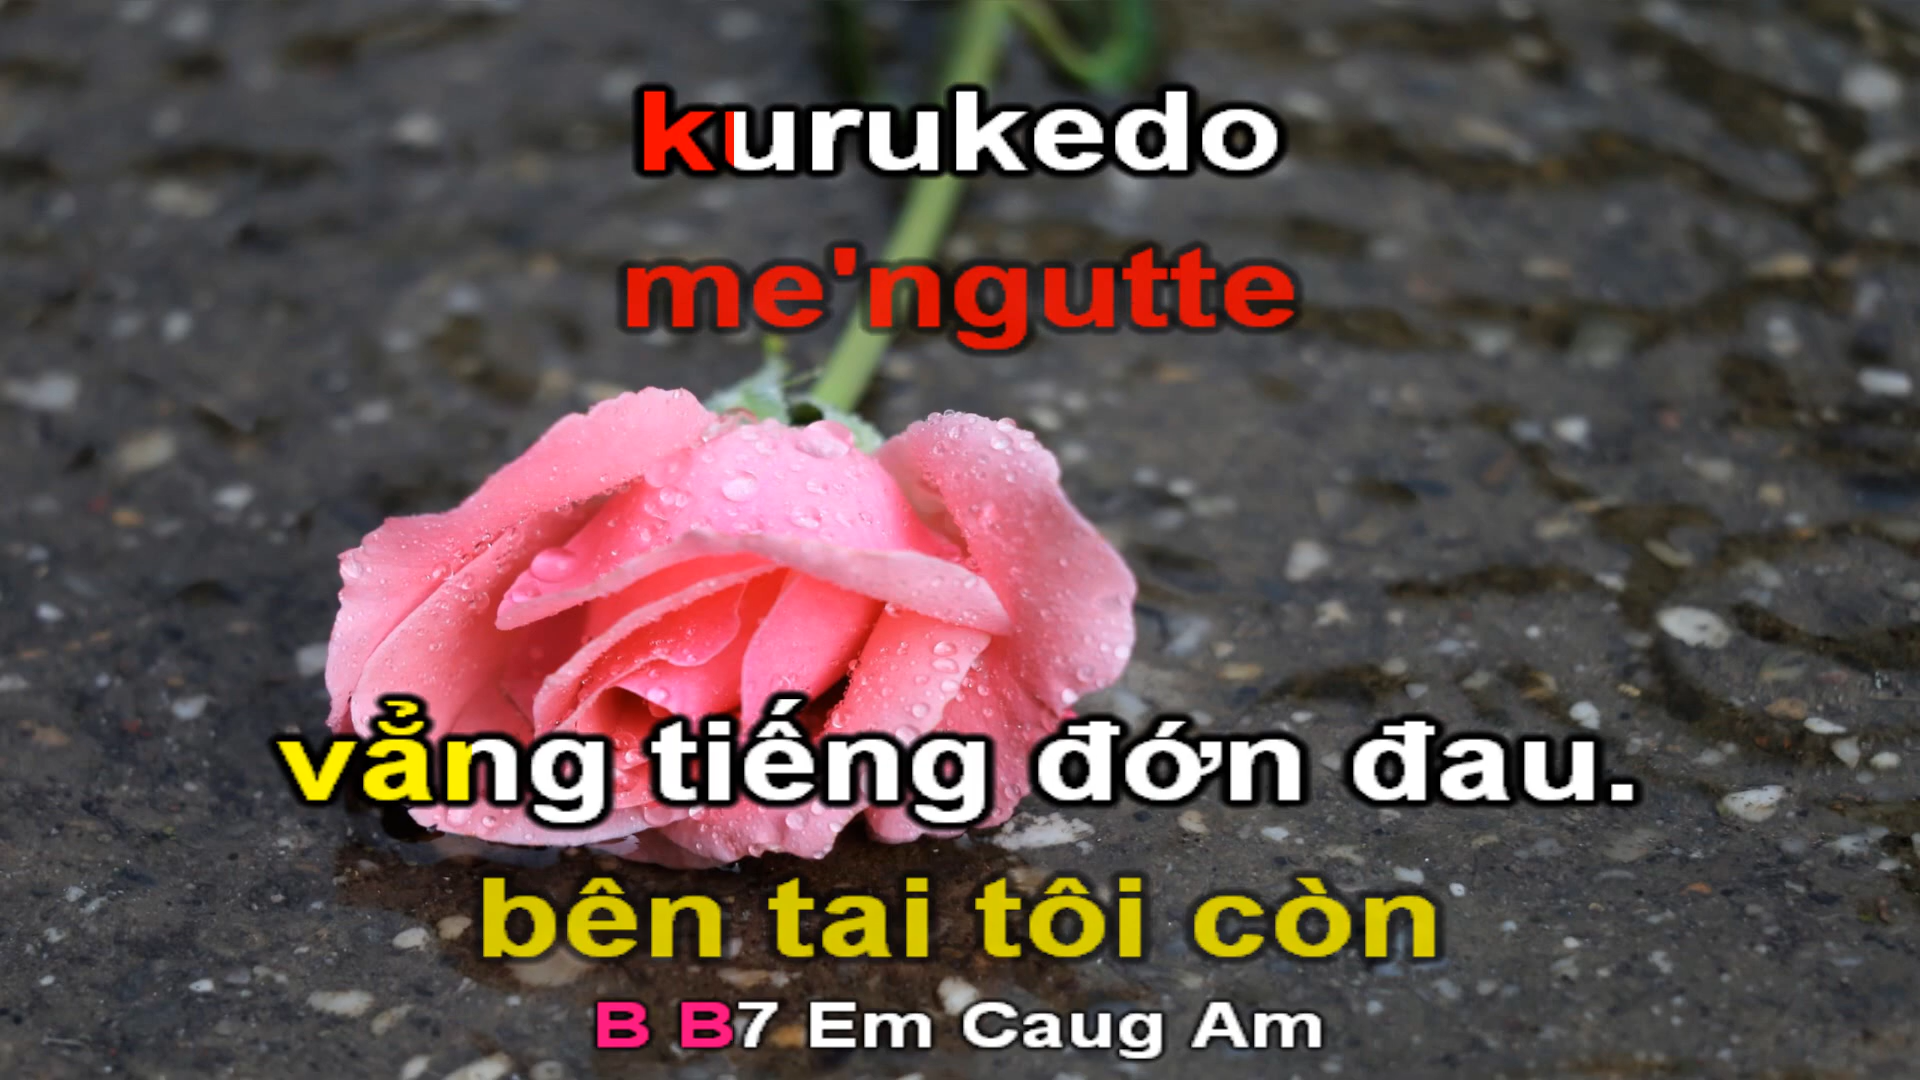 kurukedo
me'ngutte
vẳng tiếng đớn đau.
bên tai tôi còn
B B7 Em Caug Am